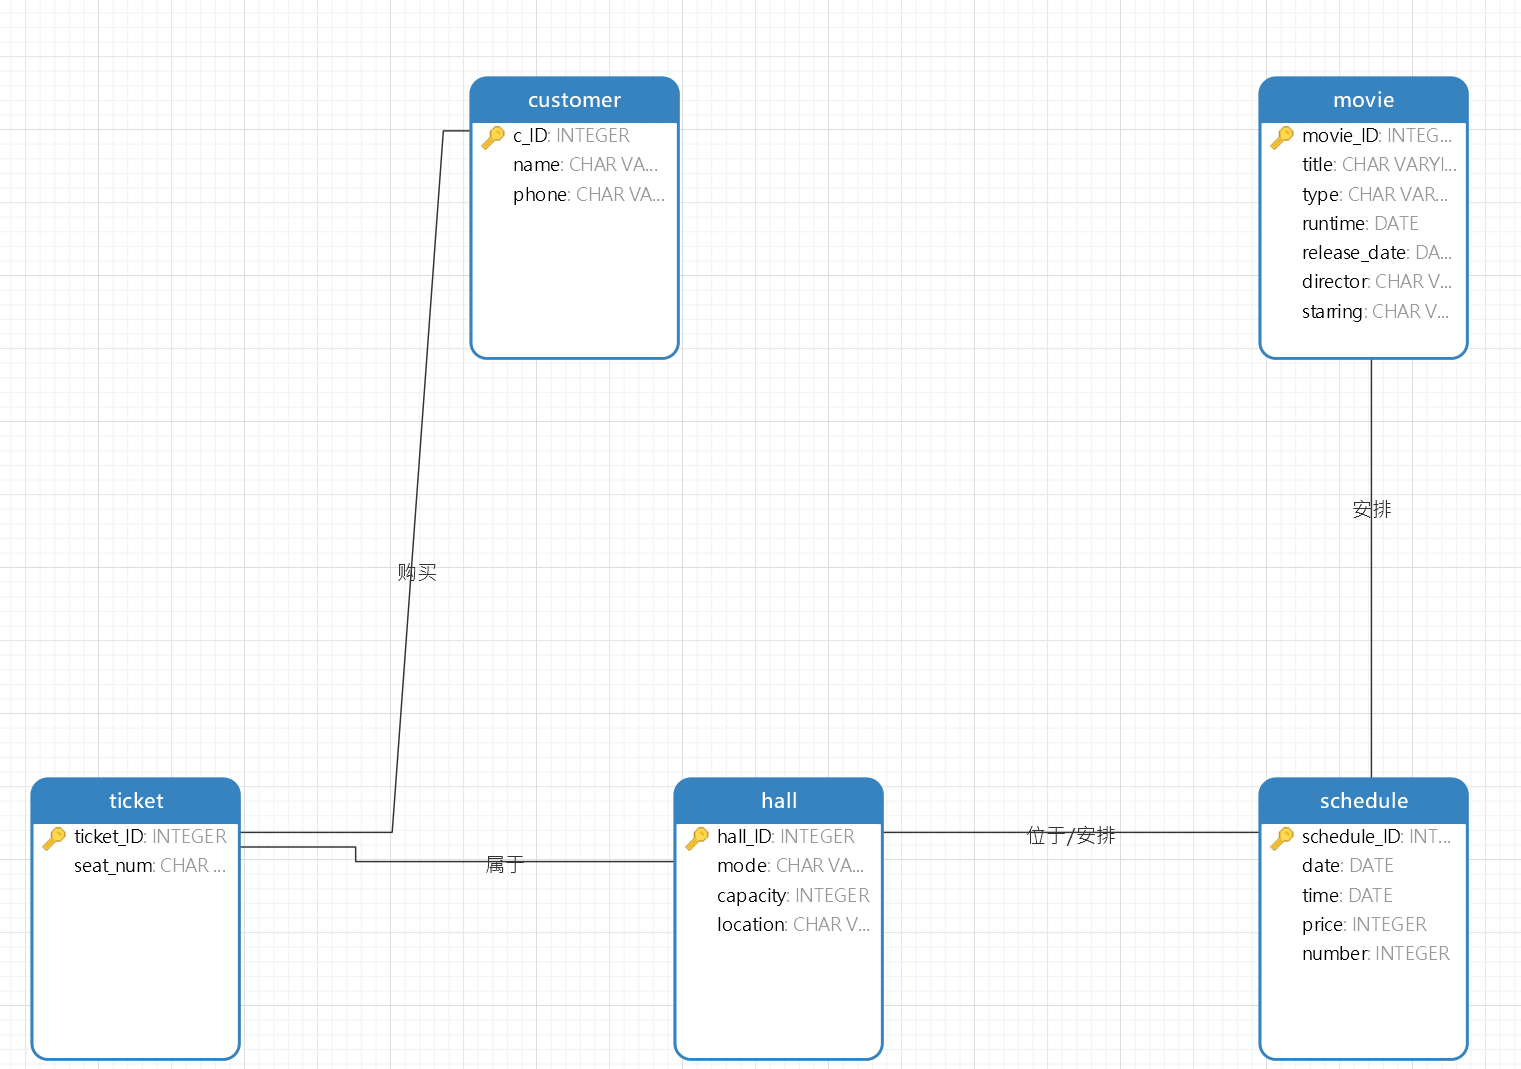 customer
c_ID: INTEGER
name: CHAR VA...
phone: CHAR VA...
movie
movie_ID: INTEG...
title: CHAR VARYI...
type: CHAR VAR...
runtime: DATE
release_date: DA...
director: CHAR V...
starring: CHAR V...
安排
购买
ticket
ticket_ID: INTEGER
seat_num: CHAR ...
属于
hall
hall_ID: INTEGER
mode: CHAR VA...
capacity: INTEGER
location: CHAR V...
位于/安排
schedule
schedule_ID: INT...
date: DATE
time: DATE
price: INTEGER
number: INTEGER